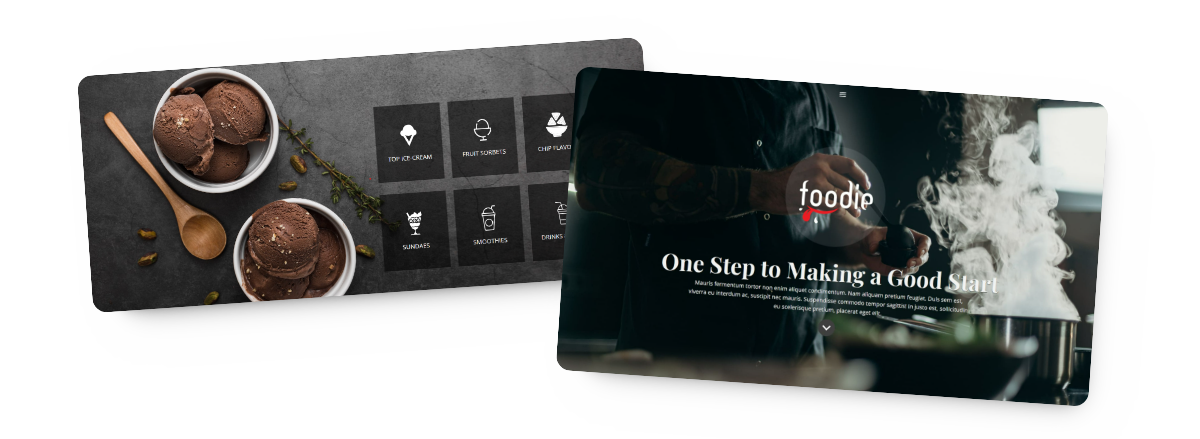 TOP ICE-CREAM
FRUIT SORBETS
CHIP FLAVO
SUNDAES
SMOOTHIES
DRINKS
foodie
One Step to Making a Good Start
Mauris fermentum tortor non enim aliquet condimentum. Nam aliquam pretium feugiat. Duis sem est,
viverra eu interdum ac, suscipit nec mauris. Suspendisse commodo tempor sagittis in justo est, sollicitudin
eu scelerisque pretium, placerat eget elit.